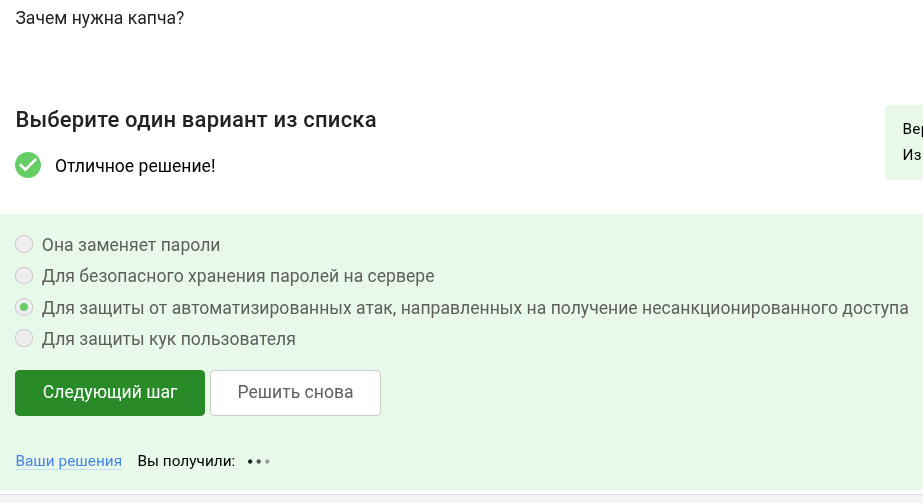 Зачем нужна капча?
Выберите один вариант из списка
Отличное решение!
Из
Она заменяет пароли
Для безопасного хранения паролей на сервере
Для защиты от автоматизированных атак, направленных на получение несанкционированного доступа
Для защиты кук пользователя
Следующий шаг
Решить снова
Ваши решения
Вы получили: